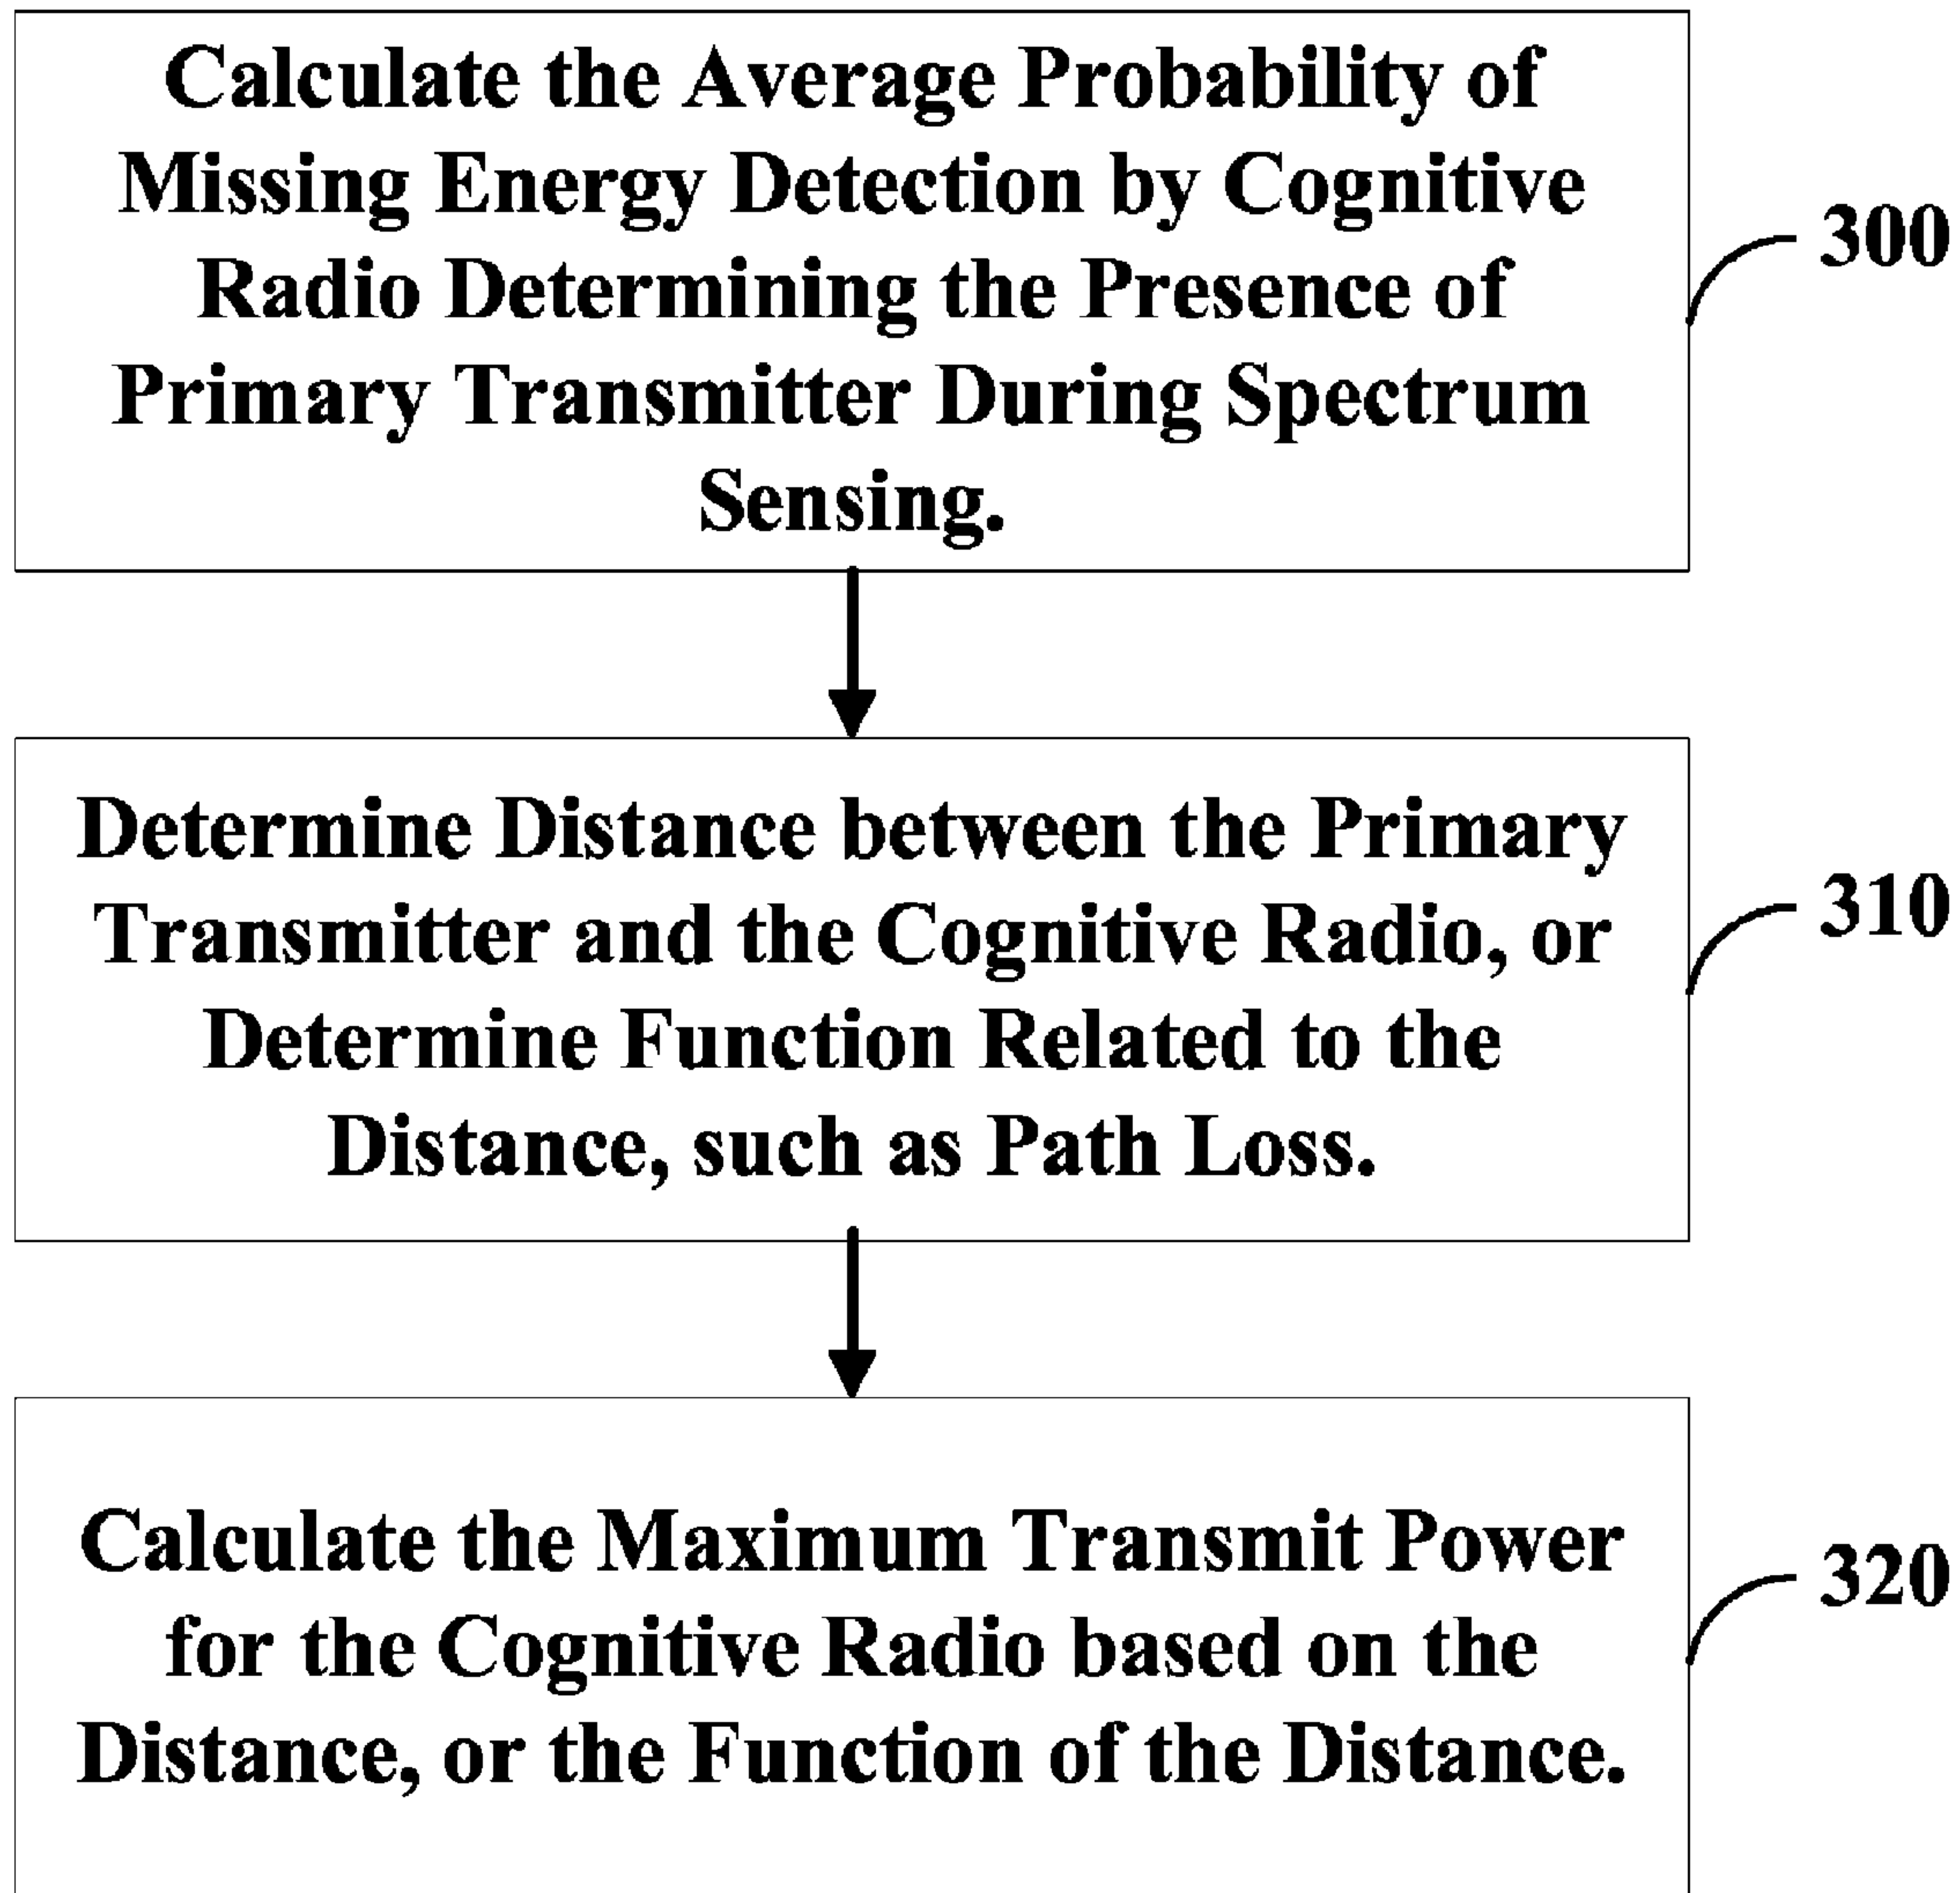 Calculate the Average Probability of
Missing Energy Detection by Cognitive
Radio Determining the Presence of
Primary Transmitter During Spectrum
Sensing.
300
Determine Distance between the Primary
Transmitter and the Cognitive Radio, or
Determine Function Related to the
Distance, such as Path Loss.
310
Calculate the Maximum Transmit Power
for the Cognitive Radio based on the
Distance, or the Function of the Distance.
320